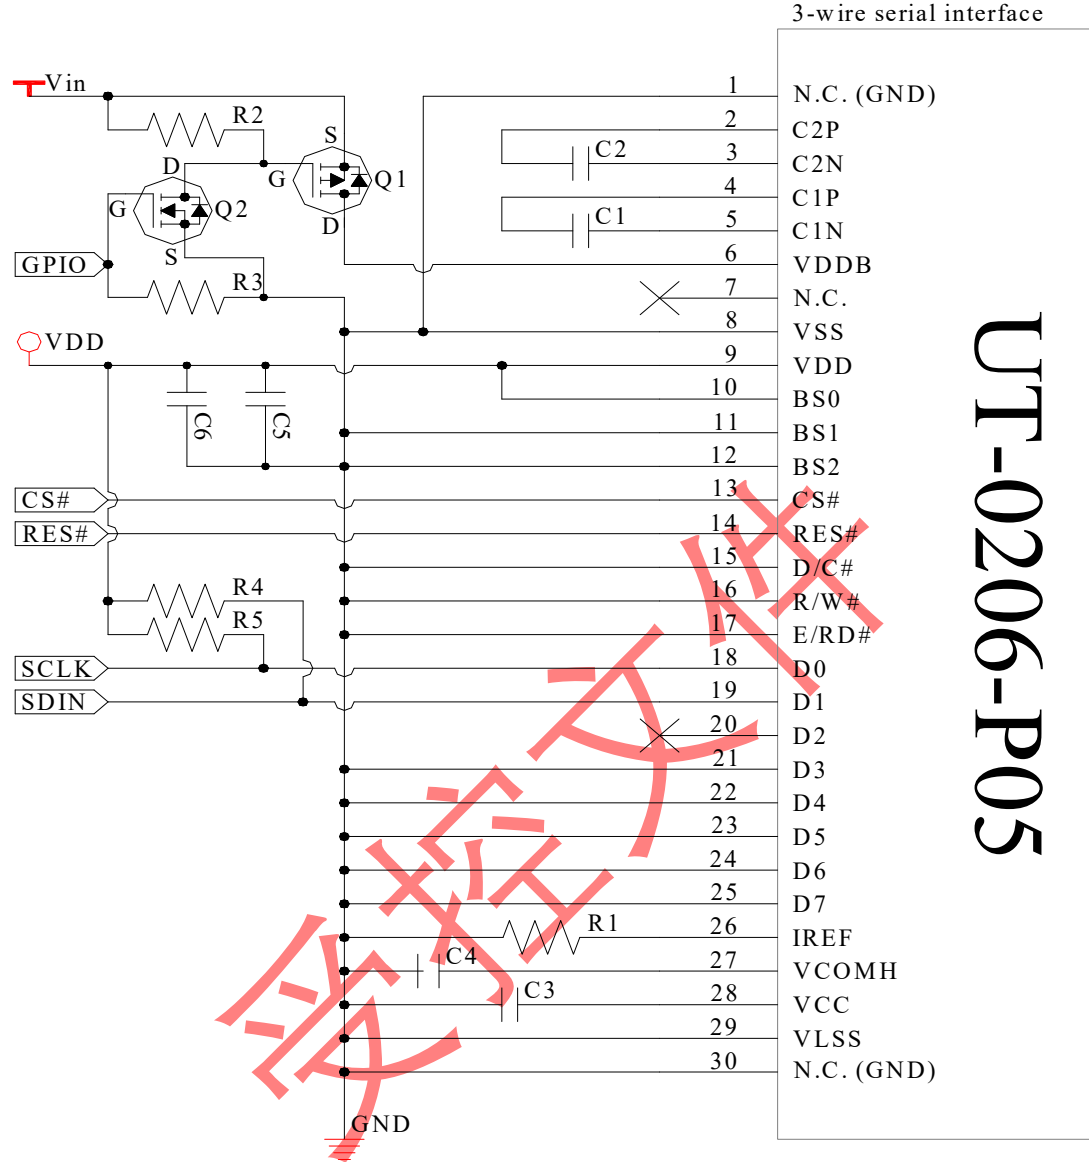 3-wire serial interface
Vin
R2
S
G
Q1
D
D
G
Q2
S
GPIO
R3
VDD
C6
C5
CS#
RES#
R4
R5
SCLK
SDIN
C2
C1
1 N.C. (GND)
2 C2P
3 C2N
4 C1P
5 C1N
6 VDDB
7 N.C.
8 VSS
9 VDD
10 BS0
11 BS1
12 BS2
13 CS#
14 RES#
15 D/C#
16 R/W#
17 E/RD#
18 D0
19 D1
20 D2
21 D3
22 D4
23 D5
24 D6
25 D7
R1
26 IREF
C4
27 VCOMH
C3
28 VCC
29 VLSS
30 N.C. (GND)
GND
UT-0206-P05
受控文件